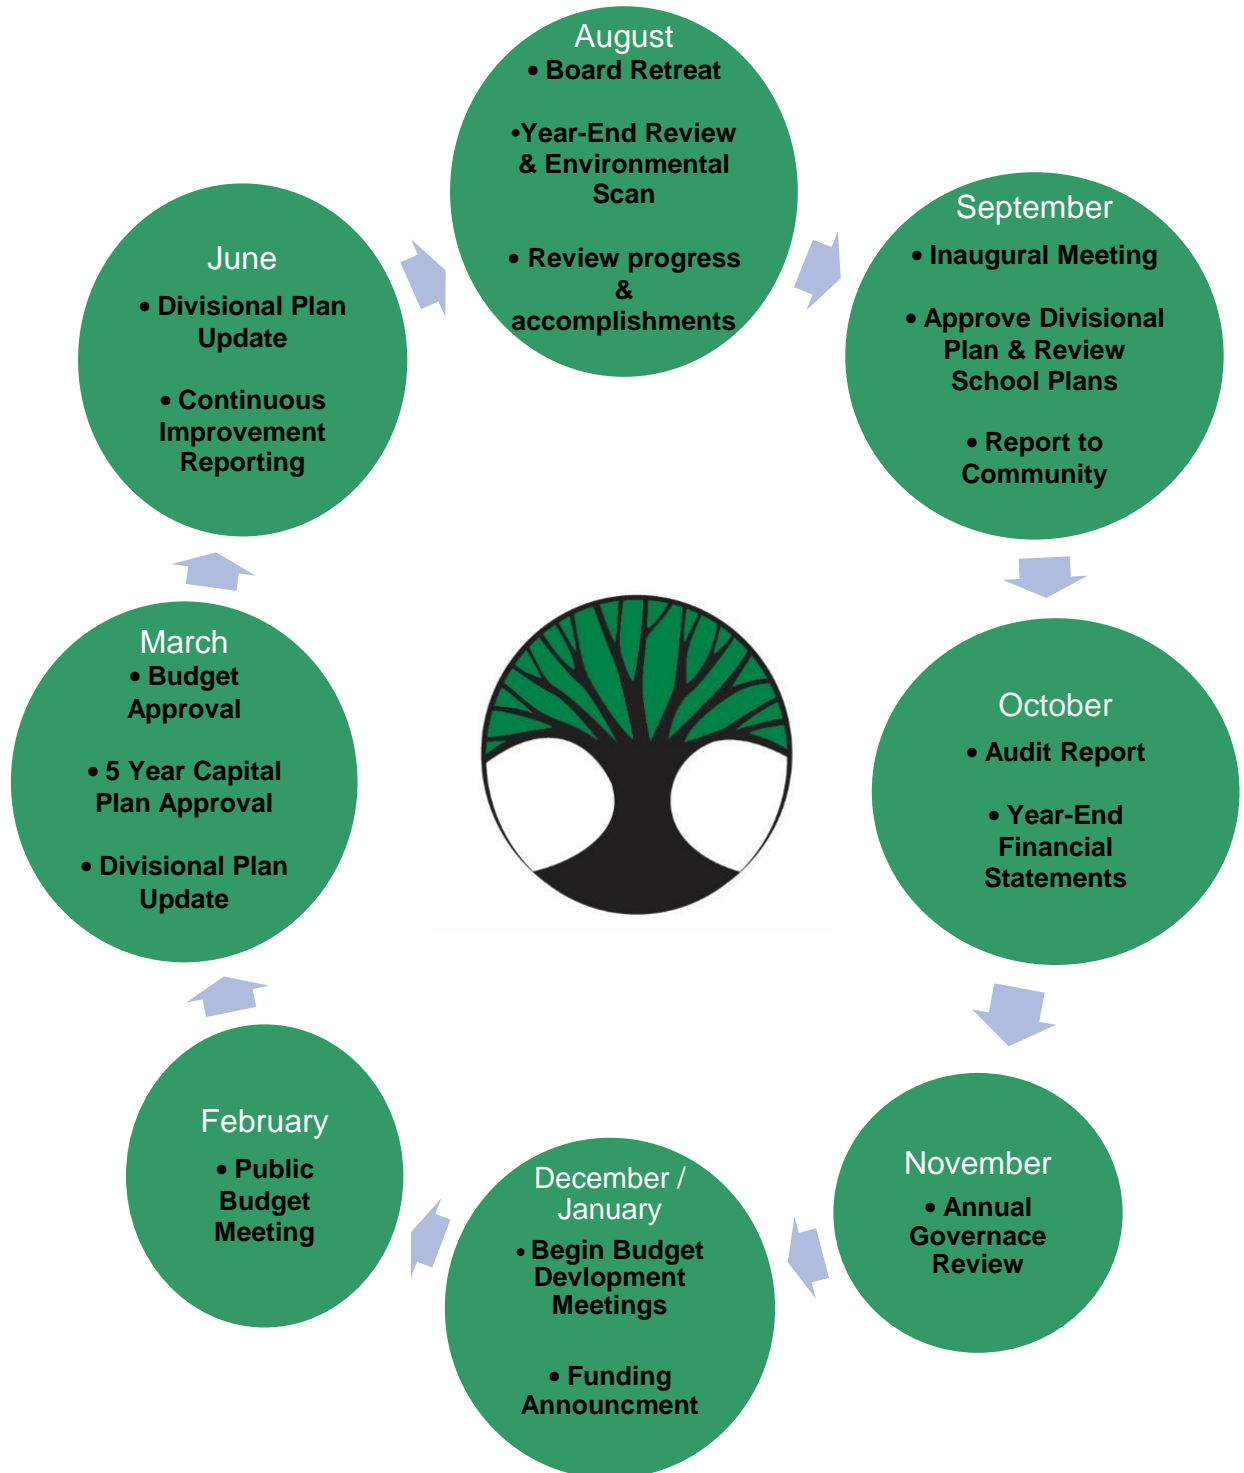 August
• Board Retreat
•Year-End Review
& Environmental
Scan
• Review progress
&
accomplishments
September
• Inaugural Meeting
• Approve Divisional
Plan & Review
School Plans
• Report to
Community
October
• Audit Report
• Year-End
Financial
Statements
November
• Annual
Governace
Review
December /
January
• Begin Budget
Devlopment
Meetings
• Funding
Announcment
February
• Public
Budget
Meeting
March
• Budget
Approval
• 5 Year Capital
Plan Approval
• Divisional Plan
Update
June
• Divisional Plan
Update
• Continuous
Improvement
Reporting